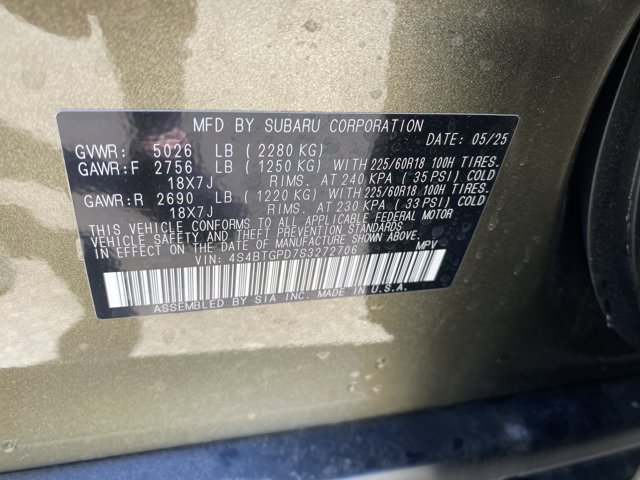 MFD BY SUBARU CORPORATION
DATE: 05/25
GVWR: 5026 LB ( 2280 KG)
GAWR:F 2756 LB ( 1250 KG) WITH 225/60R18 100H TIRES.
18X7J RIMS. AT 240 KPA ( 35 PSI) COLD
GAWR:R 2690 LB ( 1220 KG) WITH 225/60R18 100H TIRES.
18X7J RIMS. AT 230 KPA ( 33 PSI) COLD
THIS VEHICLE CONFORMS TO ALL APPLICABLE FEDERAL MOTOR
VEHICLE SAFETY AND THEFT PREVENTION STANDARDS
IN EFFECT ON THE DATE OF MANUFACTURE SHOWN ABOVE.
VIN: 4S4BTGPD7S3272706 MPV
ASSEMBLED BY SIA INC. MADE IN U.S.A.